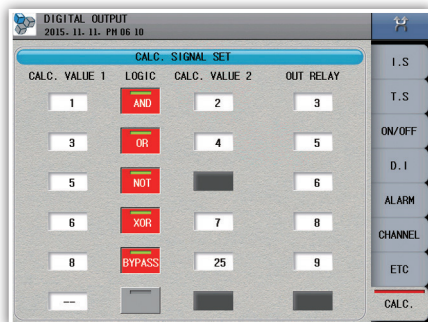 DIGITAL OUTPUT
2015. 11. 11. PM 06 10
CALC. SIGNAL SET
CALC. VALUE 1 LOGIC CALC. VALUE 2 OUT RELAY
1 AND 2 3
3 OR 4 5
5 NOT 6
6 XOR 7 8
8 BYPASS 25 9
--
I.S
T.S
ON/OFF
D.I
ALARM
CHANNEL
ETC
CALC.